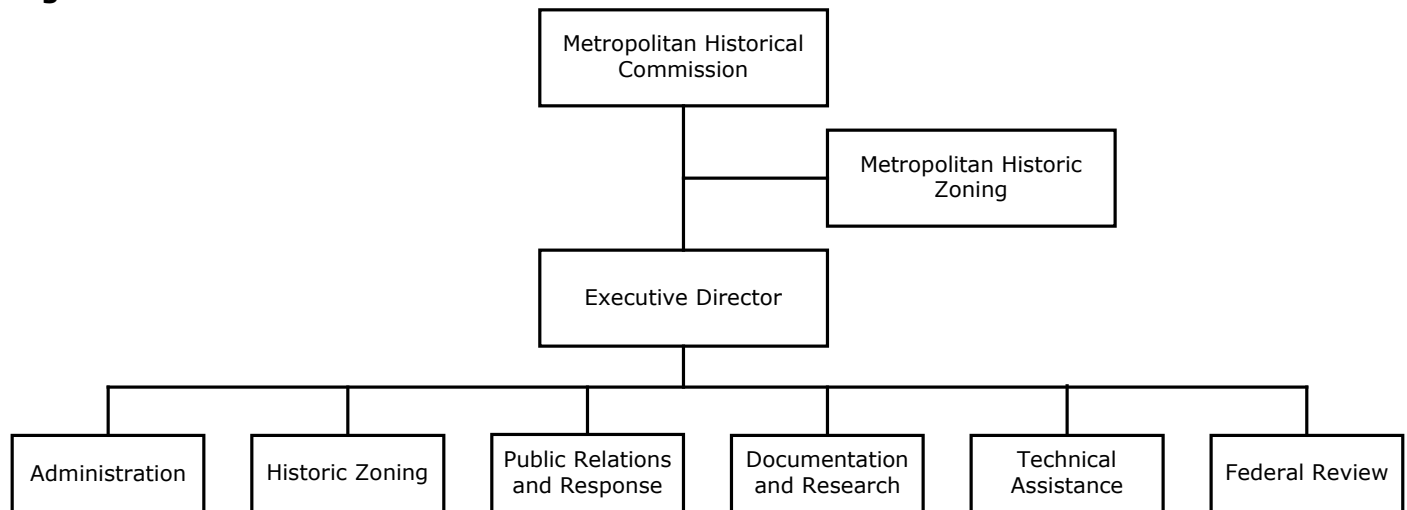 Metropolitan Historical
Commission
Metropolitan Historic
Zoning
Executive Director
Administration
Historic Zoning
Public Relations
and Response
Documentation
and Research
Technical
Assistance
Federal Review